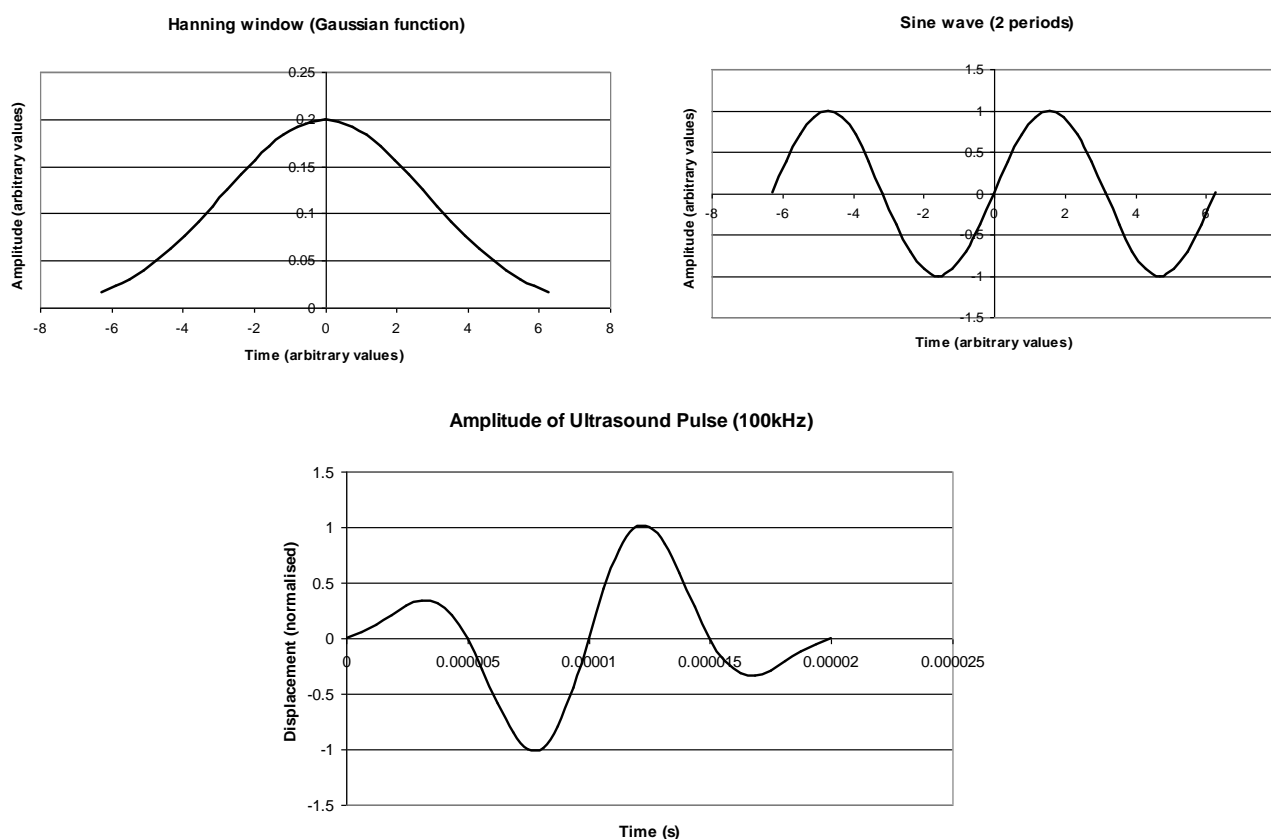 Hanning window (Gaussian function)
0.25
0.2
0.15
0.1
0.05
0
-8 -6 -4 -2 0 2 4 6 8
Amplitude (arbitrary values)
Time (arbitrary values)
Sine wave (2 periods)
1.5
1
0.5
0
-0.5
-1
-1.5
-8 -6 -4 -2 0 2 4 6
Amplitude (arbitrary values)
Time (arbitrary values)
Amplitude of Ultrasound Pulse (100kHz)
1.5
1
0.5
0
-0.5
-1
-1.5
0 0.000005 0.00001 0.000015 0.00002 0.000025
Displacement (normalised)
Time (s)